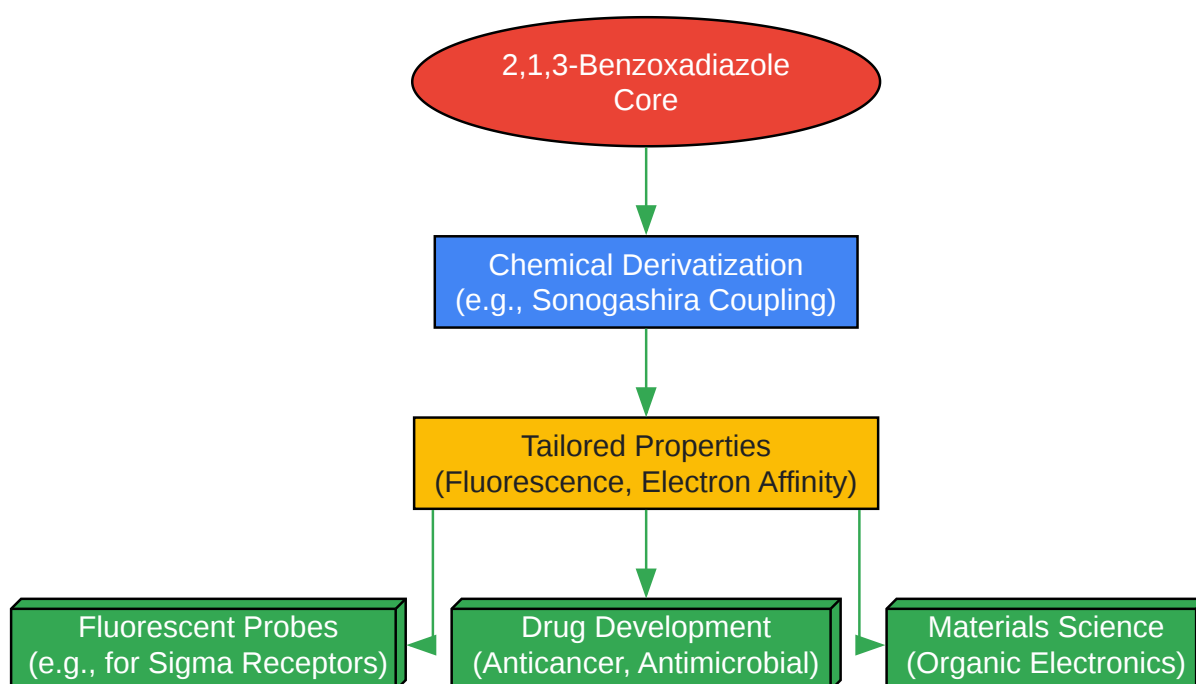 2,1,3-Benzoxadiazole
Core
Chemical Derivatization
(e.g., Sonogashira Coupling)
Tailored Properties
(Fluorescence, Electron Affinity)
Fluorescent Probes
(e.g., for Sigma Receptors)
Drug Development
(Anticancer, Antimicrobial)
Materials Science
(Organic Electronics)